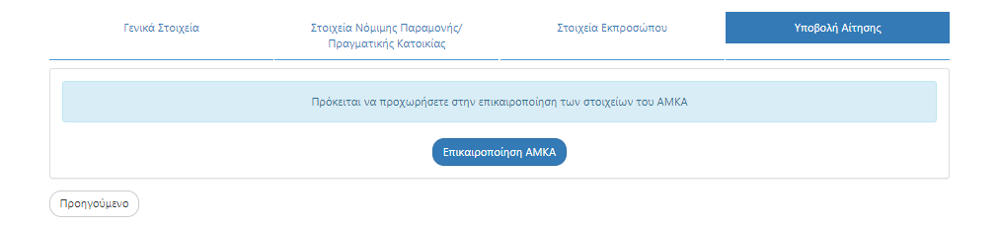 Γενικά Στοιχεία
Στοιχεία Νόμιμης Παραμονής/
Πραγματικής Κατοικίας
Στοιχεία Εκπροσώπου
Υποβολή Αίτησης
Πρόκειται να προχωρήσετε στην επικαιροποίηση των στοιχείων του ΑΜΚΑ
Επικαιροποίηση ΑΜΚΑ
Προηγούμενο